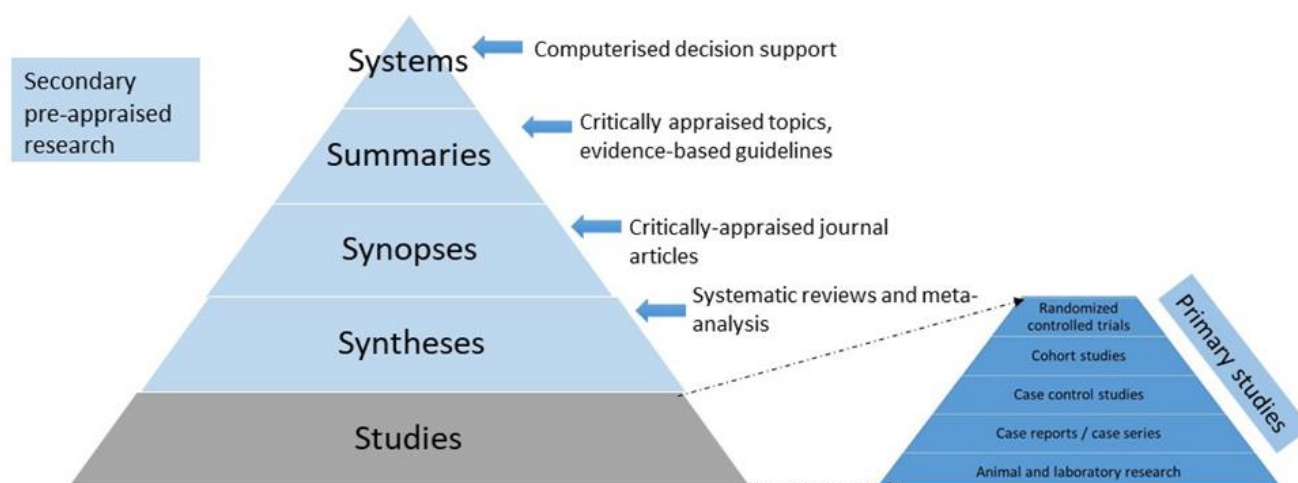 Secondary
pre-appraised
research
Systems
Computerised decision support
Summaries
Critically appraised topics,
evidence-based guidelines
Synopses
Critically-appraised journal
articles
Syntheses
Systematic reviews and meta-
analysis
Studies
Randomized
controlled trials
Cohort studies
Case control studies
Case reports / case series
Animal and laboratory research
Primary studies